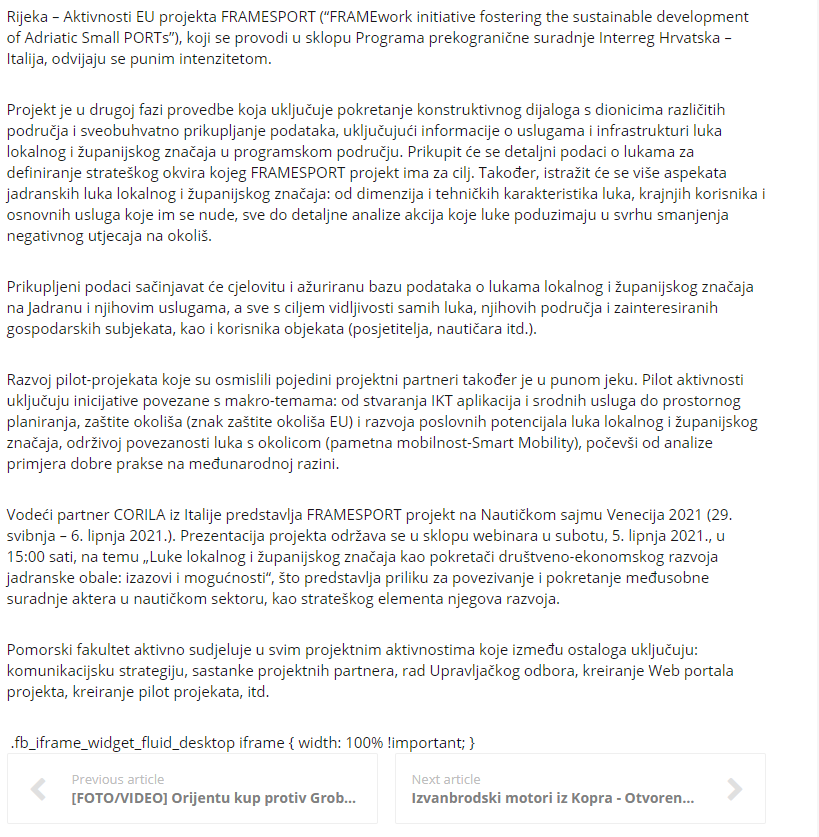 Rijeka – Aktivnosti EU projekta FRAMESPORT (“FRAMEwork initiative fostering the sustainable development
of Adriatic Small PORTs”), koji se provodi u sklopu Programa prekogranične suradnje Interreg Hrvatska –
Italija, odvijaju se punim intenzitetom.
Projekt je u drugoj fazi provedbe koja uključuje pokretanje konstruktivnog dijaloga s dionicima različitih
područja i sveobuhvatno prikupljanje podataka, uključujući informacije o uslugama i infrastrukturi luka
lokalnog i županijskog značaja u programskom području. Prikupit će se detaljni podaci o lukama za
definiranje strateškog okvira kojeg FRAMESPORT projekt ima za cilj. Također, istražit će se više aspekata
jadranskih luka lokalnog i županijskog značaja: od dimenzija i tehničkih karakteristika luka, krajnjih korisnika i
osnovnih usluga koje im se nude, sve do detaljne analize akcija koje luke poduzimaju u svrhu smanjenja
negativnog utjecaja na okoliš.
Prikupljeni podaci sačinjavat će cjelovitu i ažuriranu bazu podataka o lukama lokalnog i županijskog značaja
na Jadranu i njihovim uslugama, a sve s ciljem vidljivosti samih luka, njihovih područja i zainteresiranih
gospodarskih subjekata, kao i korisnika objekata (posjetitelja, nautičara itd.).
Razvoj pilot-projekata koje su osmislili pojedini projektni partneri također je u punom jeku. Pilot aktivnosti
uključuju inicijative povezane s makro-temama: od stvaranja IKT aplikacija i srodnih usluga do prostornog
planiranja, zaštite okoliša (znak zaštite okoliša EU) i razvoja poslovnih potencijala luka lokalnog i županijskog
značaja, održivoj povezanosti luka s okolicom (pametna mobilnost-Smart Mobility), počevši od analize
primjera dobre prakse na međunarodnoj razini.
Vodeći partner CORILA iz Italije predstavlja FRAMESPORT projekt na Nautičkom sajmu Venecija 2021 (29.
svibnja – 6. lipnja 2021.). Prezentacija projekta održava se u sklopu webinara u subotu, 5. lipnja 2021., u
15:00 sati, na temu „Luke lokalnog i županijskog značaja kao pokretači društveno-ekonomskog razvoja
jadranske obale: izazovi i mogućnosti“, što predstavlja priliku za povezivanje i pokretanje međusobne
suradnje aktera u nautičkom sektoru, kao strateškog elementa njegova razvoja.
Pomorski fakultet aktivno sudjeluje u svim projektnim aktivnostima koje između ostaloga uključuju:
komunikacijsku strategiju, sastanke projektnih partnera, rad Upravljačkog odbora, kreiranje Web portala
projekta, kreiranje pilot projekata, itd.
.fb_iframe_widget_fluid_desktop iframe { width: 100% !important; }
Previous article
[FOTO/VIDEO] Orijentu kup protiv Grob...
Next article
Izvanbrodski motori iz Kopra - Otvoren...